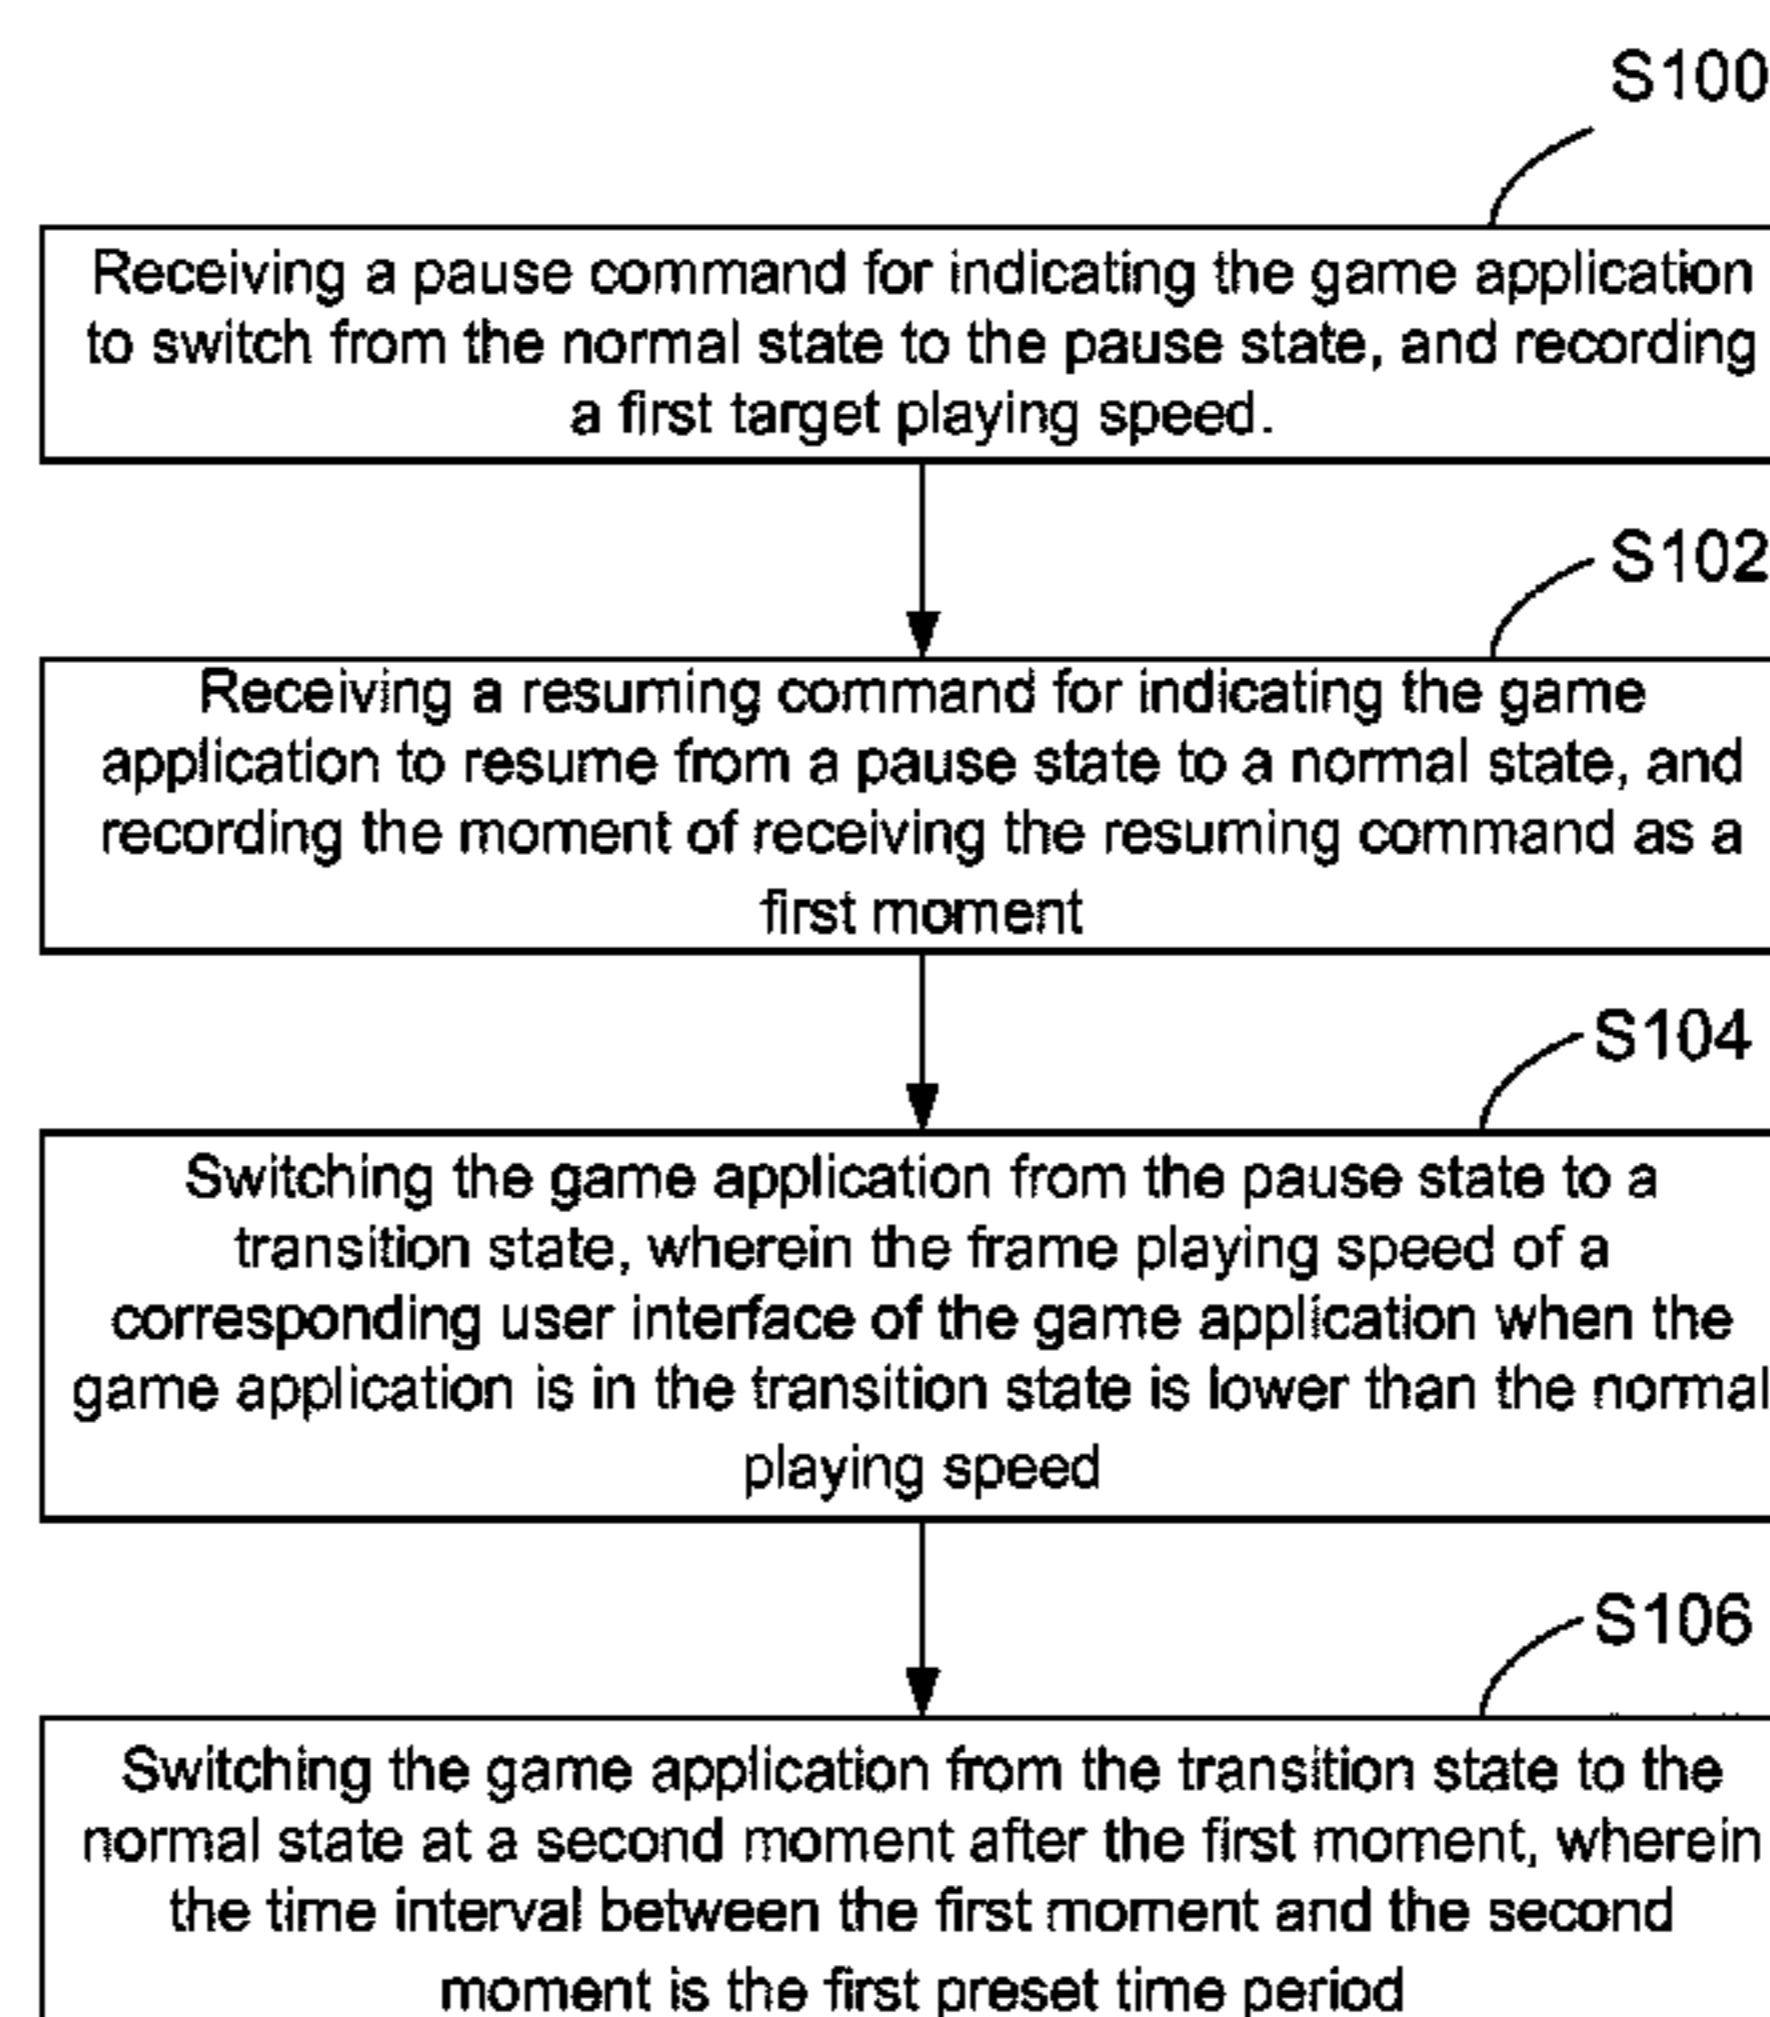 S100
Receiving a pause command for indicating the game application
to switch from the normal state to the pause state, and recording
a first target playing speed.
S102
Receiving a resuming command for indicating the game
application to resume from a pause state to a normal state, and
recording the moment of receiving the resuming command as a
first moment
S104
Switching the game application from the pause state to a
transition state, wherein the frame playing speed of a
corresponding user interface of the game application when the
game application is in the transition state is lower than the normal
playing speed
S106
Switching the game application from the transition state to the
normal state at a second moment after the first moment, wherein
the time interval between the first moment and the second
moment is the first preset time period